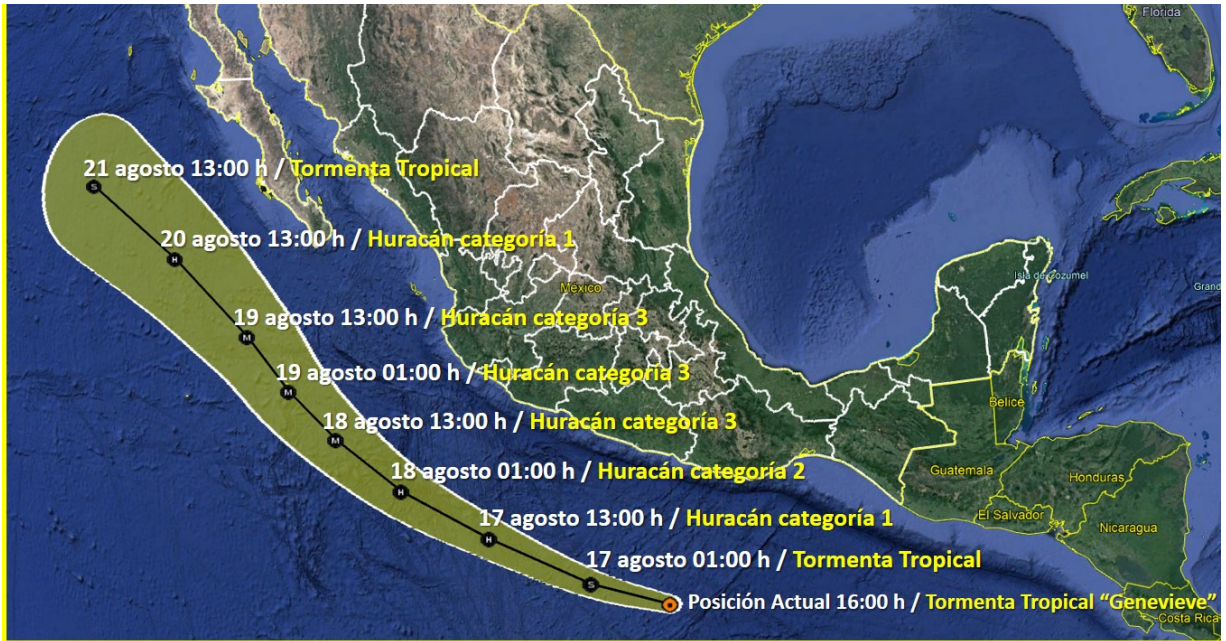 Florida
21 agosto 13:00 h / Tormenta Tropical
S
20 agosto 13:00 h / Huracán categoría 1
H
Isla de Cozumel
Grand
México
19 agosto 13:00 h / Huracán categoría 3
M
19 agosto 01:00 h / Huracán categoría 3
M
Belice
18 agosto 13:00 h / Huracán categoría 3
M
18 agosto 01:00 h / Huracán categoría 2
H
Guatemala
Honduras
17 agosto 13:00 h / Huracán categoría 1
H
El Salvador
Nicaragua
17 agosto 01:00 h / Tormenta Tropical
S
Posición Actual 16:00 h / Tormenta Tropical “Genevieve”
Costa Rica